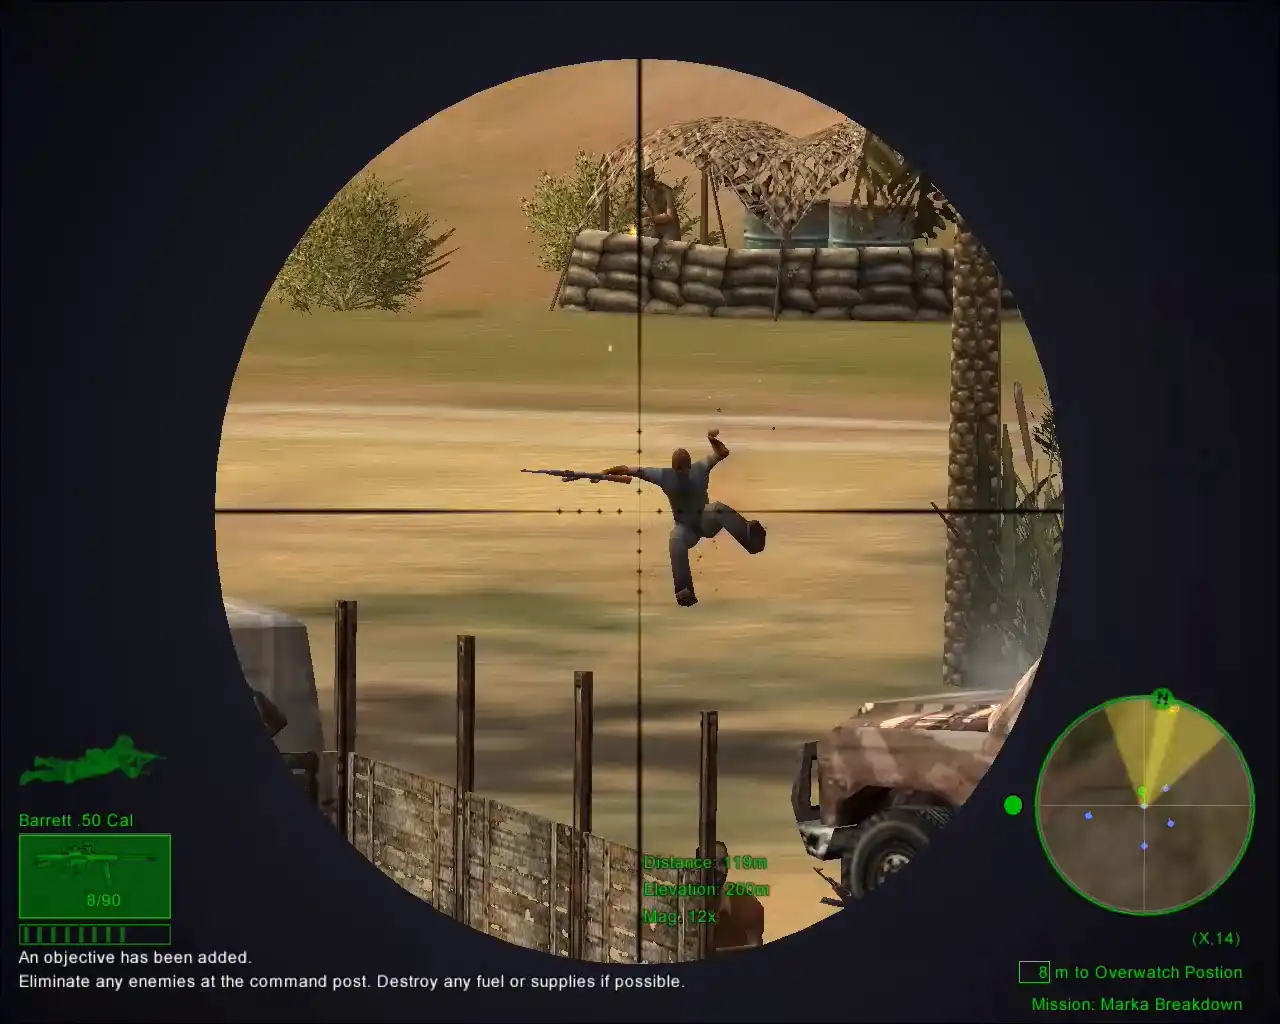 Barrett .50 Cal
8/90
An objective has been added.
Eliminate any enemies at the command post. Destroy any fuel or supplies if possible.
Distance: 119m
Elevation: 200m
Mag: 12x
N
(X,14)
8 m to Overwatch Postion
Mission: Marka Breakdown